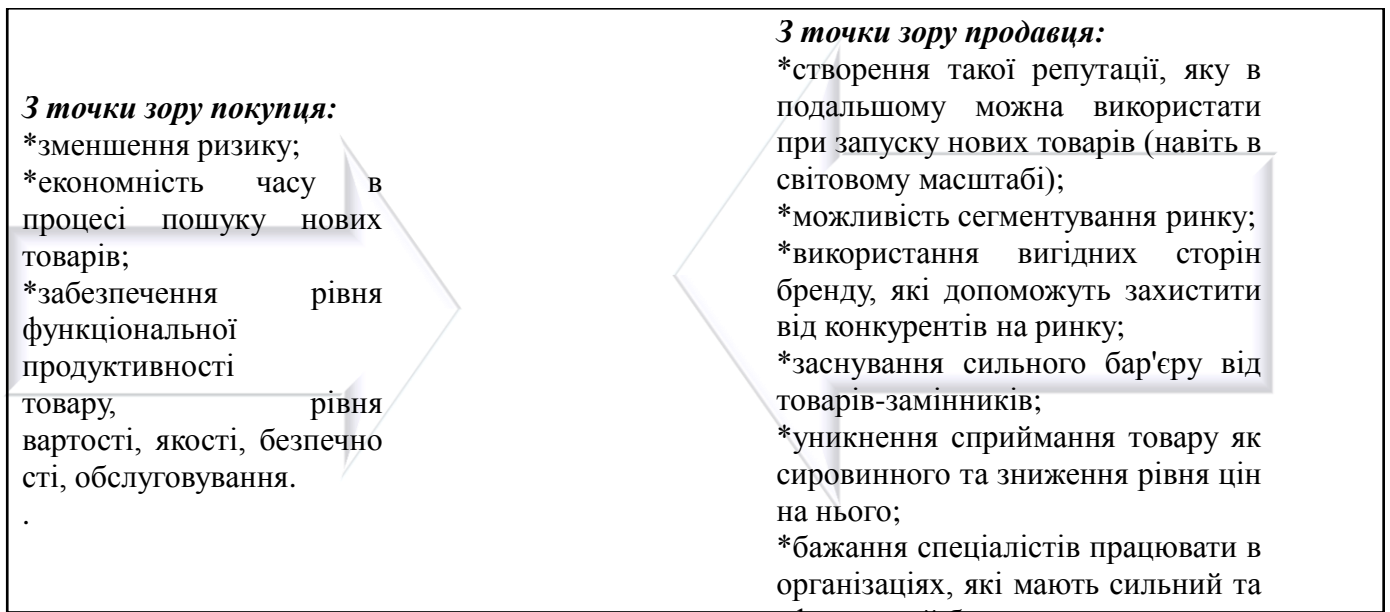 З точки зору покупця:
*зменшення ризику;
*економність часу в
процесі пошуку нових
товарів;
*забезпечення рівня
функціональної
продуктивності
товару, рівня
вартості, якості, безпечно
сті, обслуговування.
.
З точки зору продавця:
*створення такої репутації, яку в
подальшому можна використати
при запуску нових товарів (навіть в
світовому масштабі);
*можливість сегментування ринку;
*використання вигідних сторін
бренду, які допоможуть захистити
від конкурентів на ринку;
*заснування сильного бар'єру від
товарів-замінників;
*уникнення сприймання товару як
сировинного та зниження рівня цін
на нього;
*бажання спеціалістів працювати в
організаціях, які мають сильний та